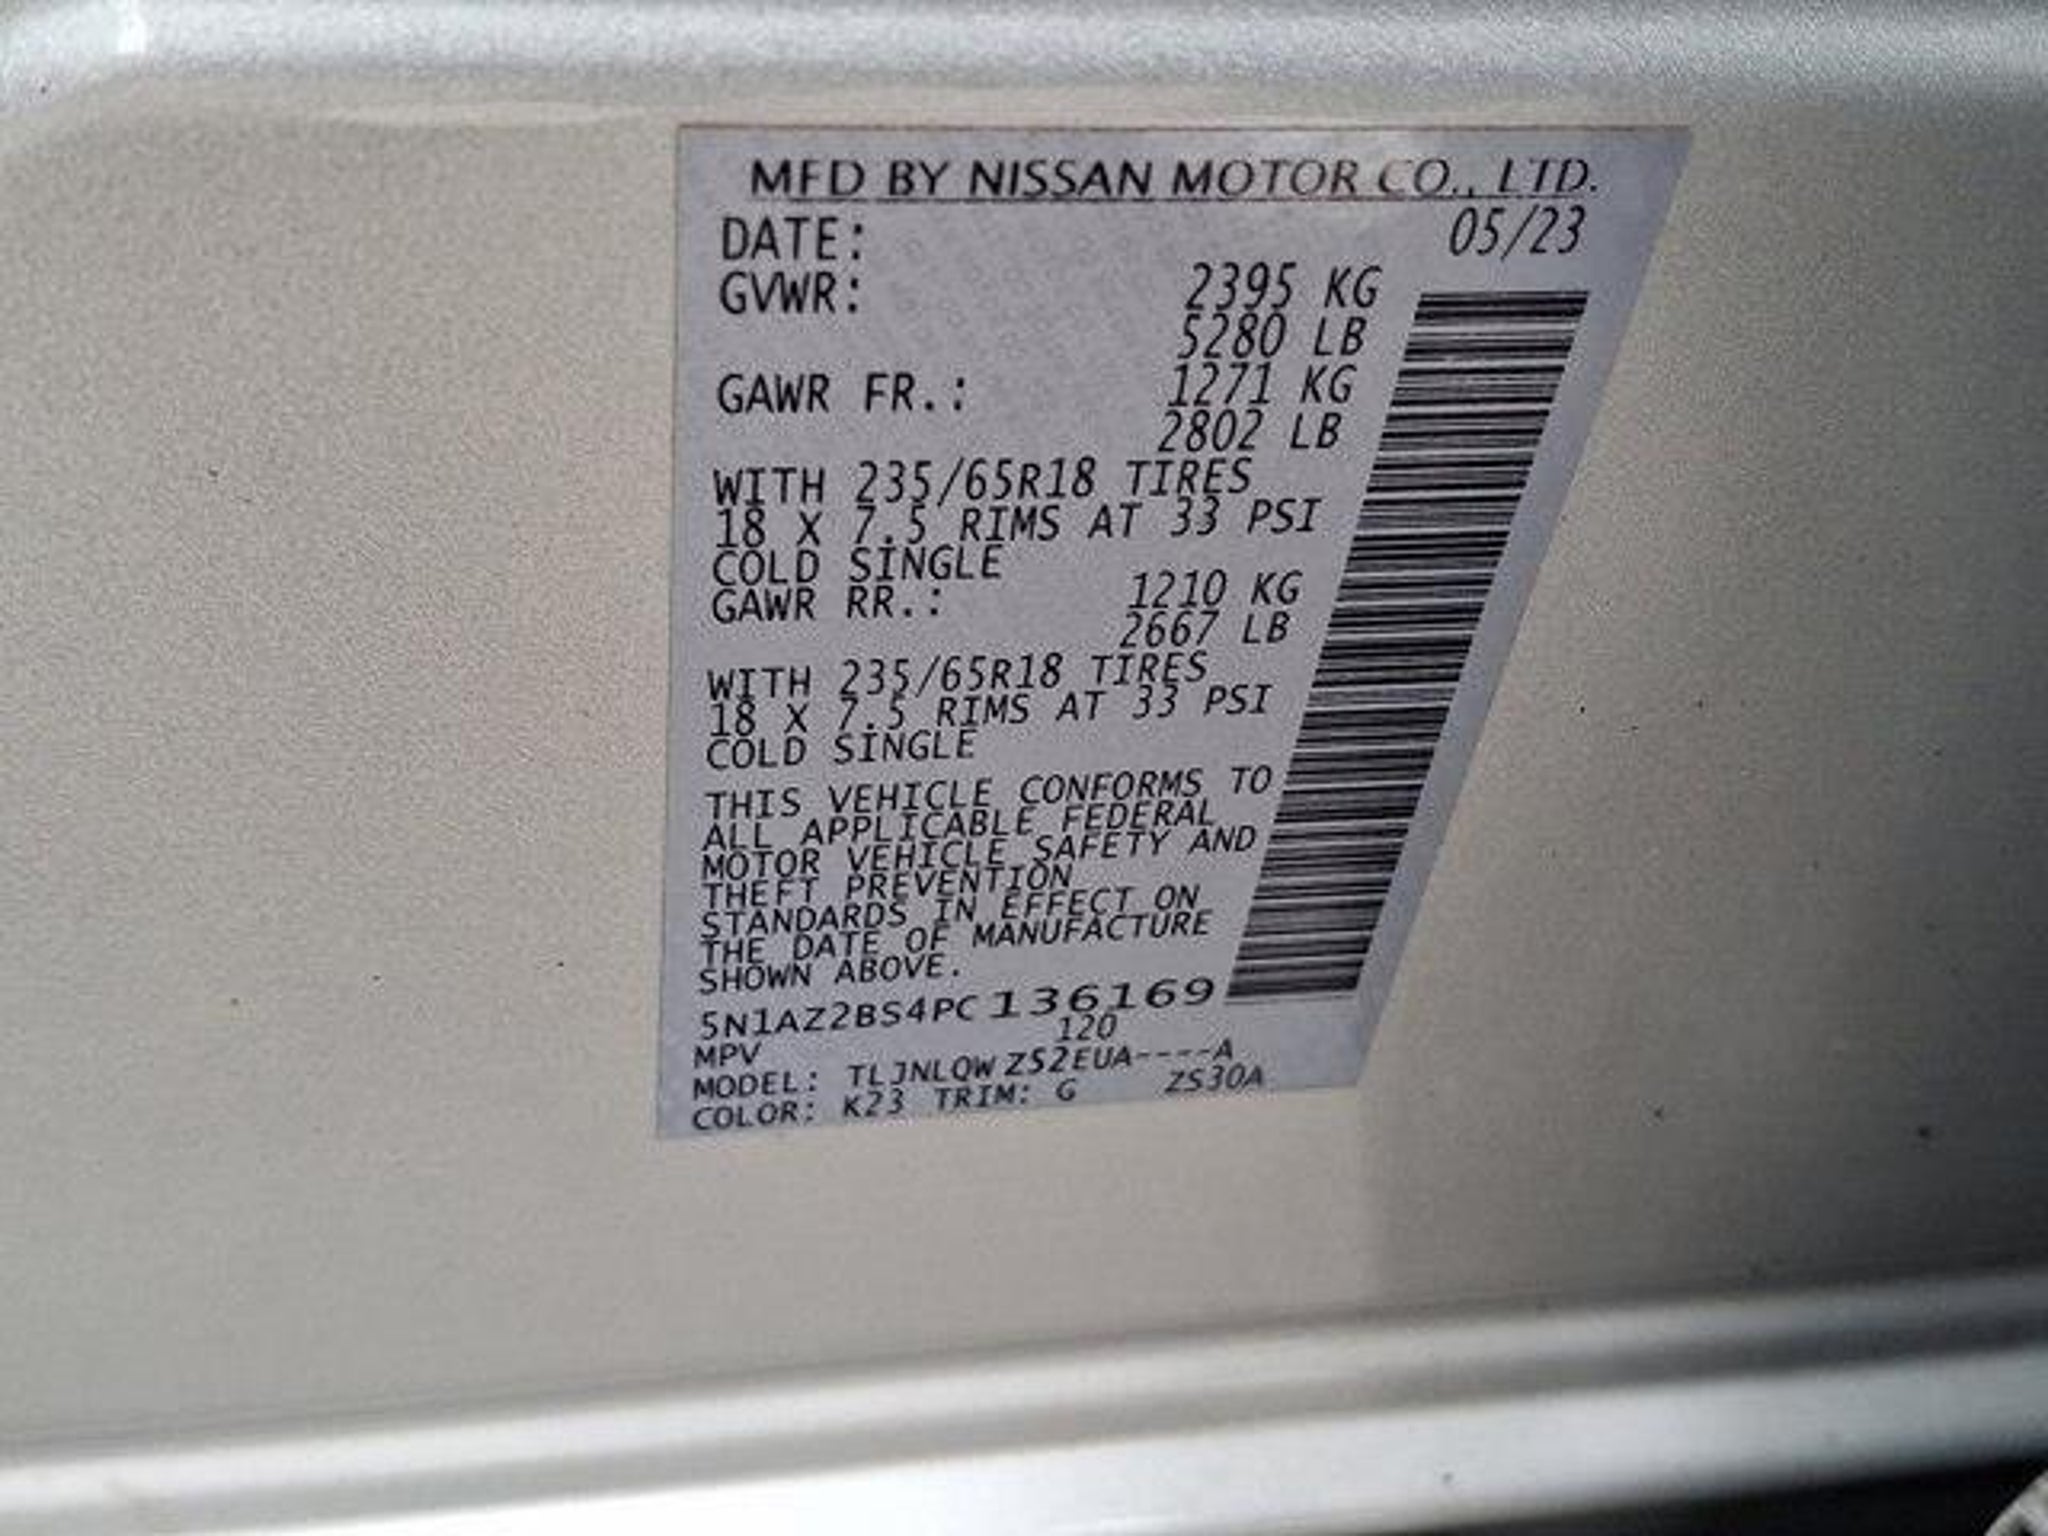 MFD BY NISSAN MOTOR CO., LTD.
DATE: 05/23
GVWR: 2395 KG
5280 LB
GAWR FR.: 1271 KG
2802 LB
WITH 235/65R18 TIRES
18 X 7.5 RIMS AT 33 PSI
COLD SINGLE
GAWR RR.: 1210 KG
2667 LB
WITH 235/65R18 TIRES
18 X 7.5 RIMS AT 33 PSI
COLD SINGLE
THIS VEHICLE CONFORMS TO
ALL APPLICABLE FEDERAL
MOTOR VEHICLE SAFETY AND
THEFT PREVENTION
STANDARDS IN EFFECT ON
THE DATE OF MANUFACTURE
SHOWN ABOVE.
5N1AZ2BS4PC136169
MPV 120
MODEL: TLJNLQW ZS2EUA----A
COLOR: K23 TRIM: G ZS30A